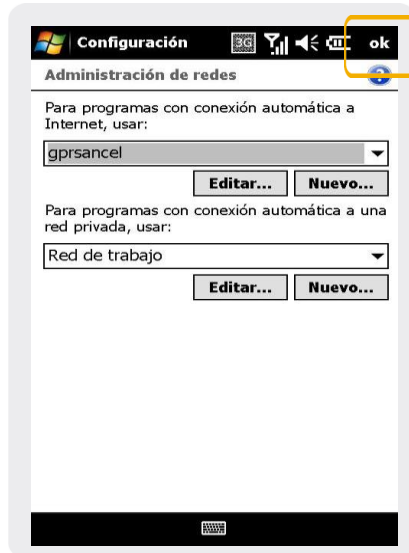 Configuración 3G ok
Administración de redes
Para programas con conexión automática a
Internet, usar:
gprsancel
Editar... Nuevo...
Para programas con conexión automática a una
red privada, usar:
Red de trabajo
Editar... Nuevo...